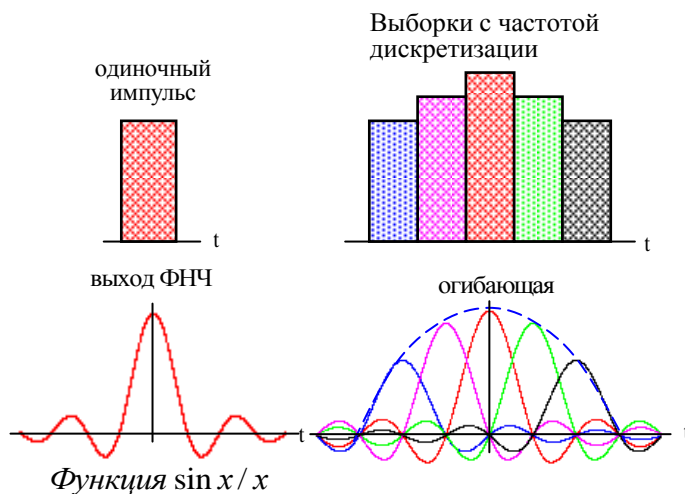 одиночный
импульс
t
Выборки с частотой
дискретизации
t
выход ФНЧ
t
Функция sin x / x
огибающая
t